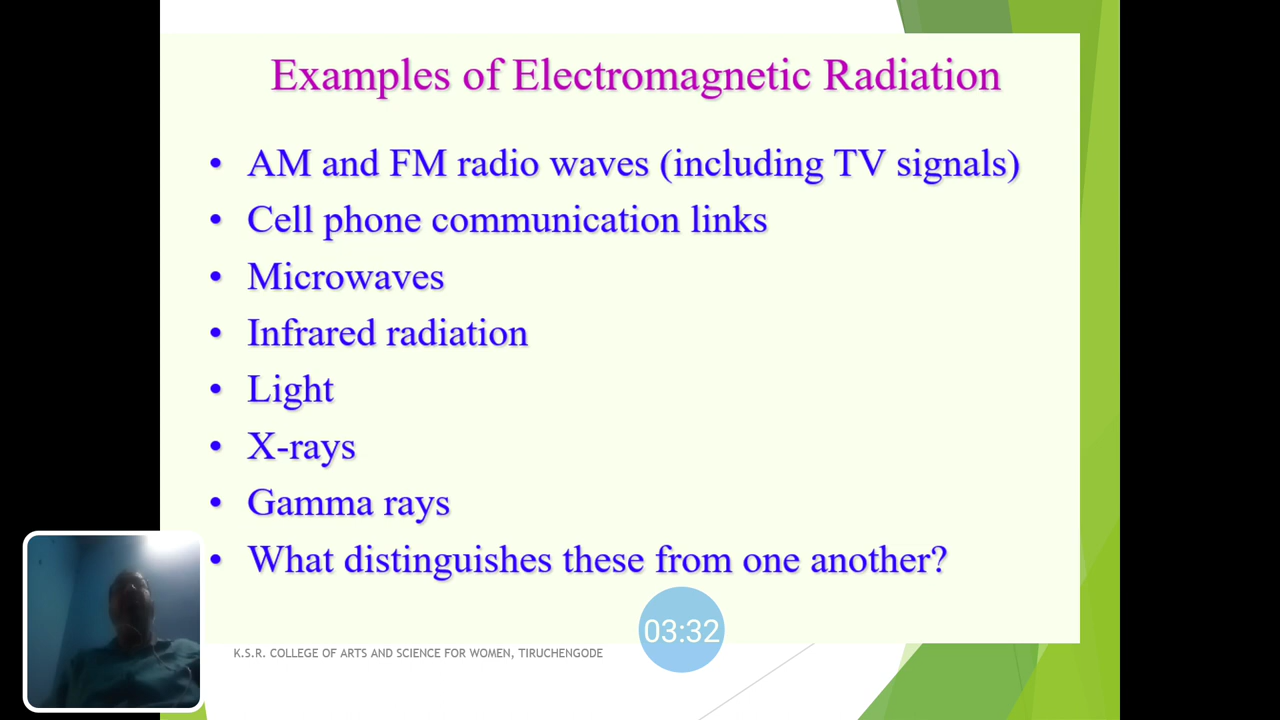 Examples of Electromagnetic Radiation
• AM and FM radio waves (including TV signals)
• Cell phone communication links
• Microwaves
• Infrared radiation
• Light
• X-rays
• Gamma rays
• What distinguishes these from one another?
03:32
K.S.R. COLLEGE OF ARTS AND SCIENCE FOR WOMEN, TIRUCHENGODE